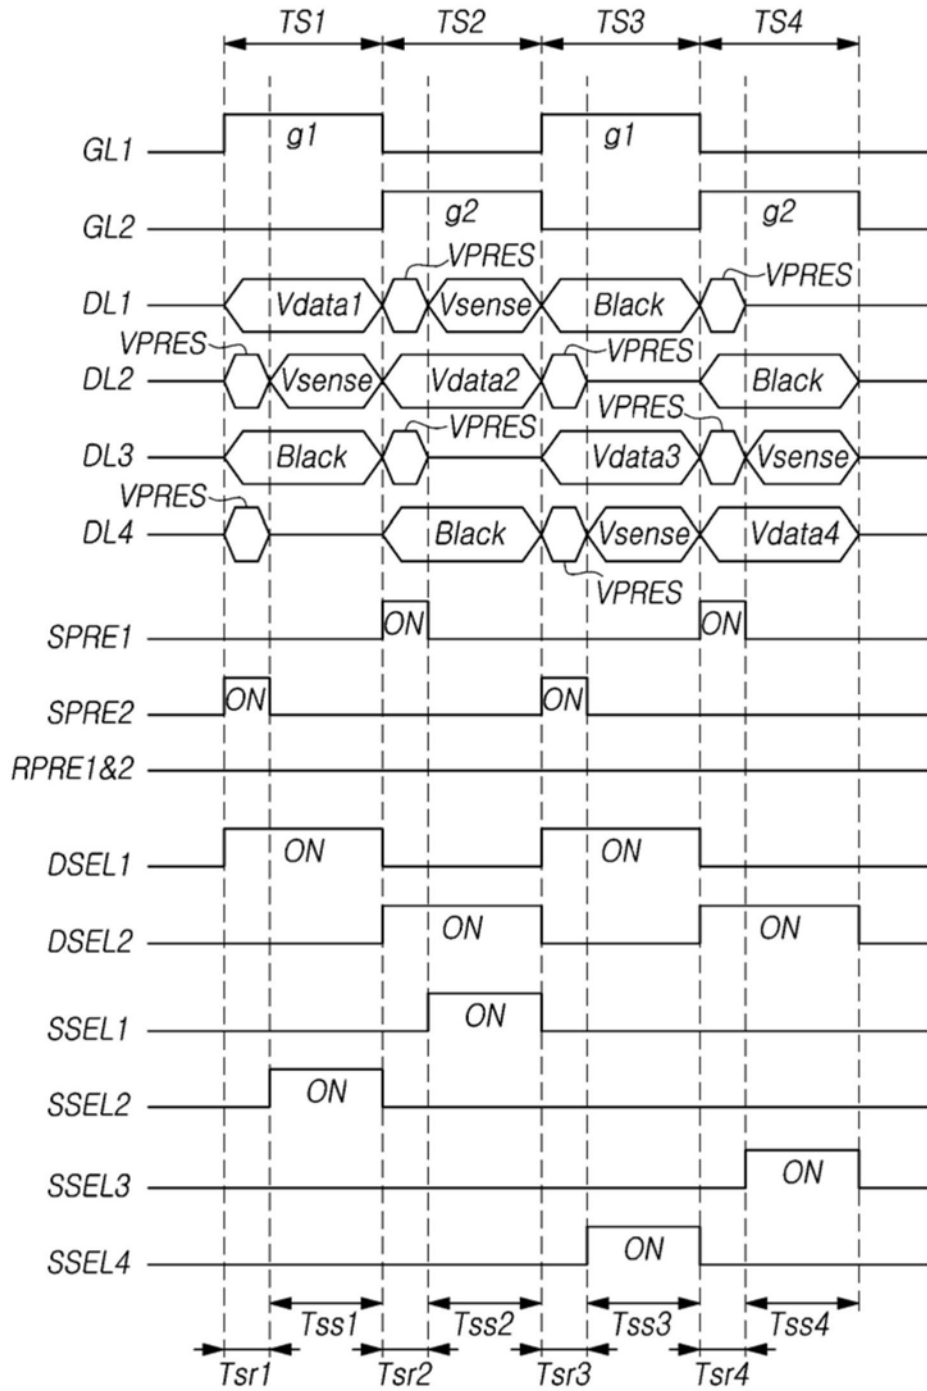 TS1 TS2 TS3 TS4
GL1 g1 g1
GL2 g2 g2
VPRES VPRES
DL1 Vdata1 Vsense Black
VPRES VPRES
DL2 Vsense Vdata2 Black
VPRES VPRES
DL3 Black Vdata3 Vsense
VPRES
DL4 Black Vsense Vdata4
VPRES
SPRE1 ON ON
SPRE2 ON ON
RPRE1&2
DSEL1 ON ON
DSEL2 ON ON
SSEL1 ON
SSEL2 ON
SSEL3 ON
SSEL4 ON
Tss1 Tss2 Tss3 Tss4
Tsr1 Tsr2 Tsr3 Tsr4